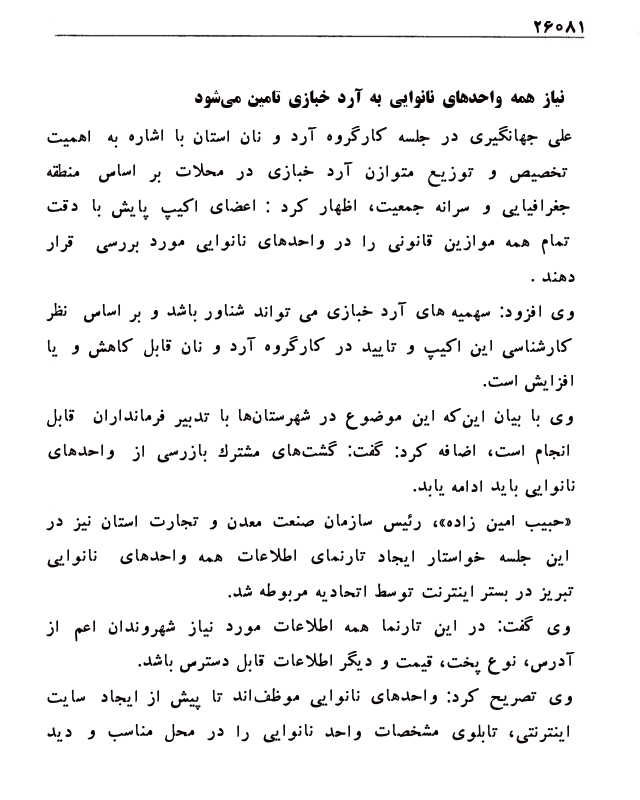 ۲۶۰۸۱
نیاز همه واحدهای نانوایی به آرد خبازی تامین می‌شود
علی جهانگیری در جلسه کارگروه آرد و نان استان با اشاره به اهمیت
تخصیص و توزیع متوازن آرد خبازی در محلات بر اساس منطقه
جغرافیایی و سرانه جمعیت، اظهار کرد : اعضای اکیپ پایش با دقت
تمام همه موازین قانونی را در واحدهای نانوایی مورد بررسی قرار
دهند .
وی افزود: سهمیه های آرد خبازی می تواند شناور باشد و بر اساس نظر
کارشناسی این اکیپ و تایید در کارگروه آرد و نان قابل کاهش و یا
افزایش است.
وی با بیان این‌که این موضوع در شهرستان‌ها با تدبیر فرمانداران قابل
انجام است، اضافه کرد: گفت: گشت‌های مشترك بازرسی از واحدهای
نانوایی باید ادامه یابد.
«حبیب امین زاده»، رئیس سازمان صنعت معدن و تجارت استان نیز در
این جلسه خواستار ایجاد تارنمای اطلاعات همه واحدهای نانوایی
تبریز در بستر اینترنت توسط اتحادیه مربوطه شد.
وی گفت: در این تارنما همه اطلاعات مورد نیاز شهروندان اعم از
آدرس، نوع پخت، قیمت و دیگر اطلاعات قابل دسترس باشد.
وی تصریح کرد: واحدهای نانوایی موظف‌اند تا پیش از ایجاد سایت
اینترنتی، تابلوی مشخصات واحد نانوایی را در محل مناسب و دید